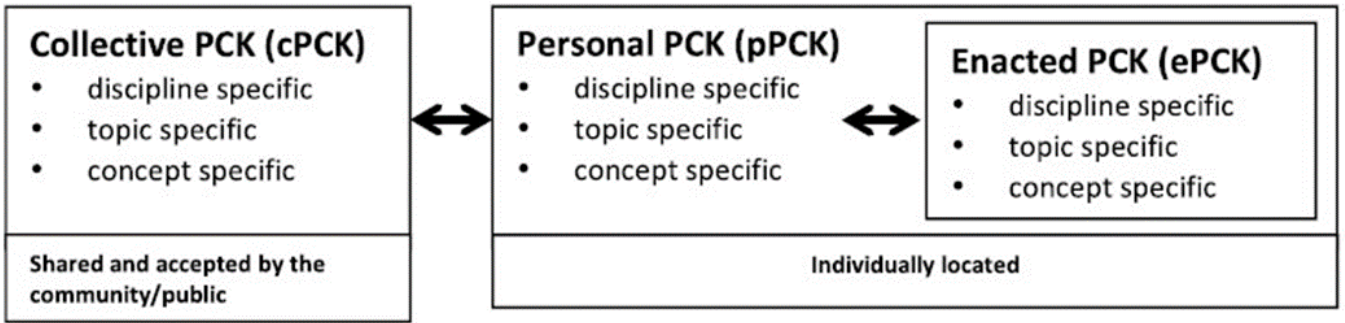 Collective PCK (cPCK)
• discipline specific
• topic specific
• concept specific
Shared and accepted by the
community/public
Personal PCK (pPCK)
• discipline specific
• topic specific
• concept specific
Enacted PCK (ePCK)
• discipline specific
• topic specific
• concept specific
Individually located